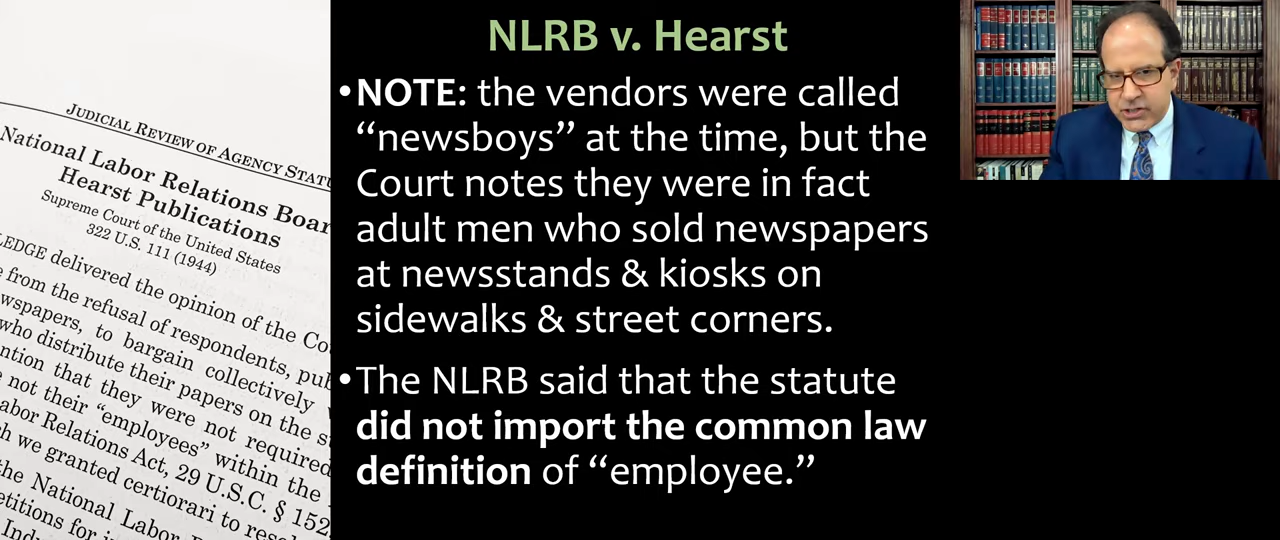 JUDICIAL REVIEW OF AGENCY
National Labor Relations
Hearst Publications
Supreme Court of the United States
322 U.S. 111 (1944)
delivered the opinion of the
from the refusal of respondents,
to bargain collectively
who distribute their papers on the
that they were not required
not their “employees” within the
Labor Relations Act, 29 U.S.C. § 152
we granted certiorari to
the National Labor
for
NLRB v. Hearst
•NOTE: the vendors were called
“newsboys” at the time, but the
Court notes they were in fact
adult men who sold newspapers
at newsstands & kiosks on
sidewalks & street corners.
•The NLRB said that the statute
did not import the common law
definition of “employee.”